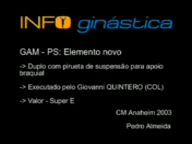 INFO ginástica
GAM - PS: Elemento novo
-> Duplo com pirueta de suspensão para apoio
braquial
-> Executado pelo Giovanni QUINTERO (COL)
-> Valor - Super E
CM Anaheim 2003
Pedro Almeida